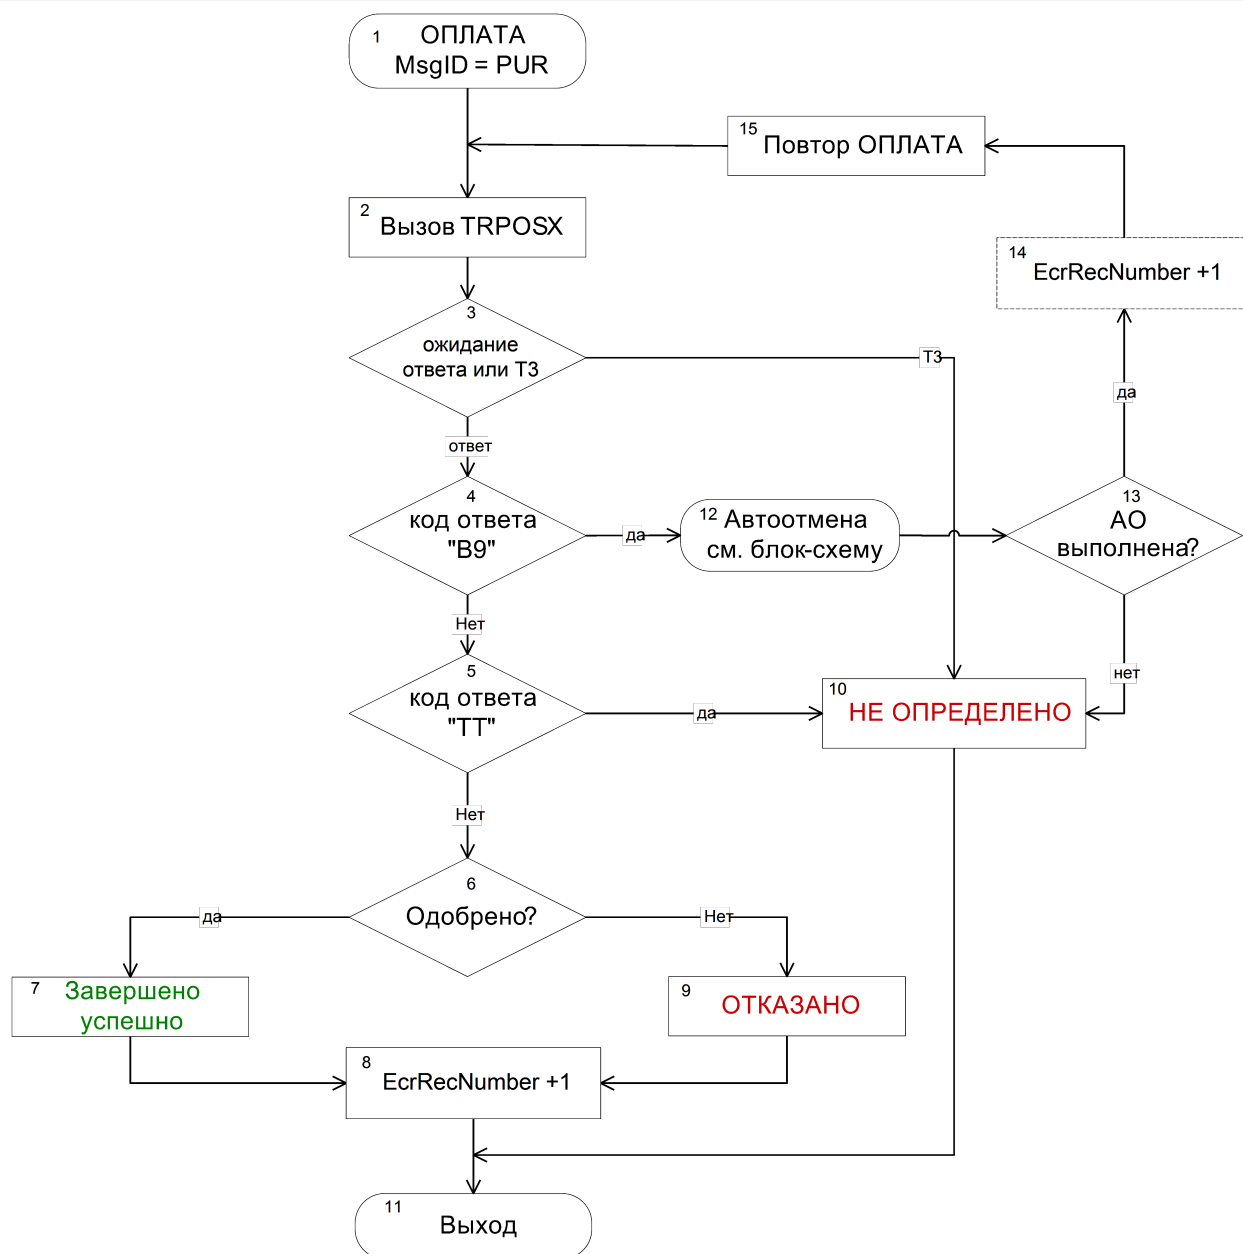 1
ОПЛАТА
MsgID = PUR
15
Повтор ОПЛАТА
2
Вызов TRPOSX
14
EcrRecNumber +1
3
ожидание
ответа или Т3
Т3
да
ответ
4
код ответа
"В9"
да
12
Автоотмена
см. блок-схему
13
АО
выполнена?
Нет
5
код ответа
"ТТ"
да
10
НЕ ОПРЕДЕЛЕНО
нет
Нет
6
Одобрено?
да
Нет
7
Завершено
успешно
9
ОТКАЗАНО
8
EcrRecNumber +1
11
Выход